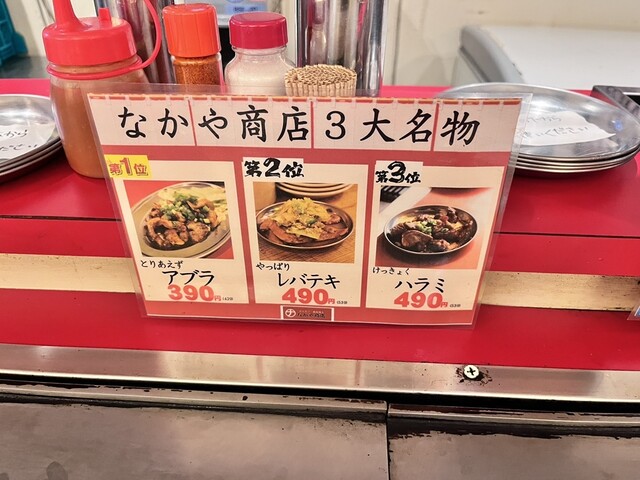 なかや商店3大名物
第1位
とりあえず
アブラ
390円
第2位
やっぱり
レバテキ
490円
第3位
けっきょく
ハラミ
490円